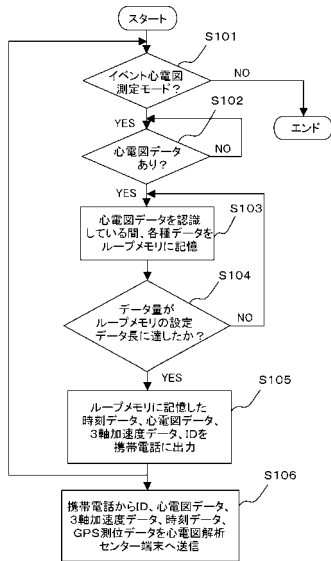 スタート
S101
イベント心電図
測定モード？
NO
エンド
S102
YES
心電図データ
あり？
NO
YES
S103
心電図データを認識
している間、各種データを
ループメモリに記憶
S104
データ量が
ループメモリの設定
データ長に達したか？
NO
YES
S105
ループメモリに記憶した
時刻データ、心電図データ、
3軸加速度データ、IDを
携帯電話に出力
S106
携帯電話からID、心電図データ、
3軸加速度データ、時刻データ、
GPS測位データを心電図解析
センター端末へ送信